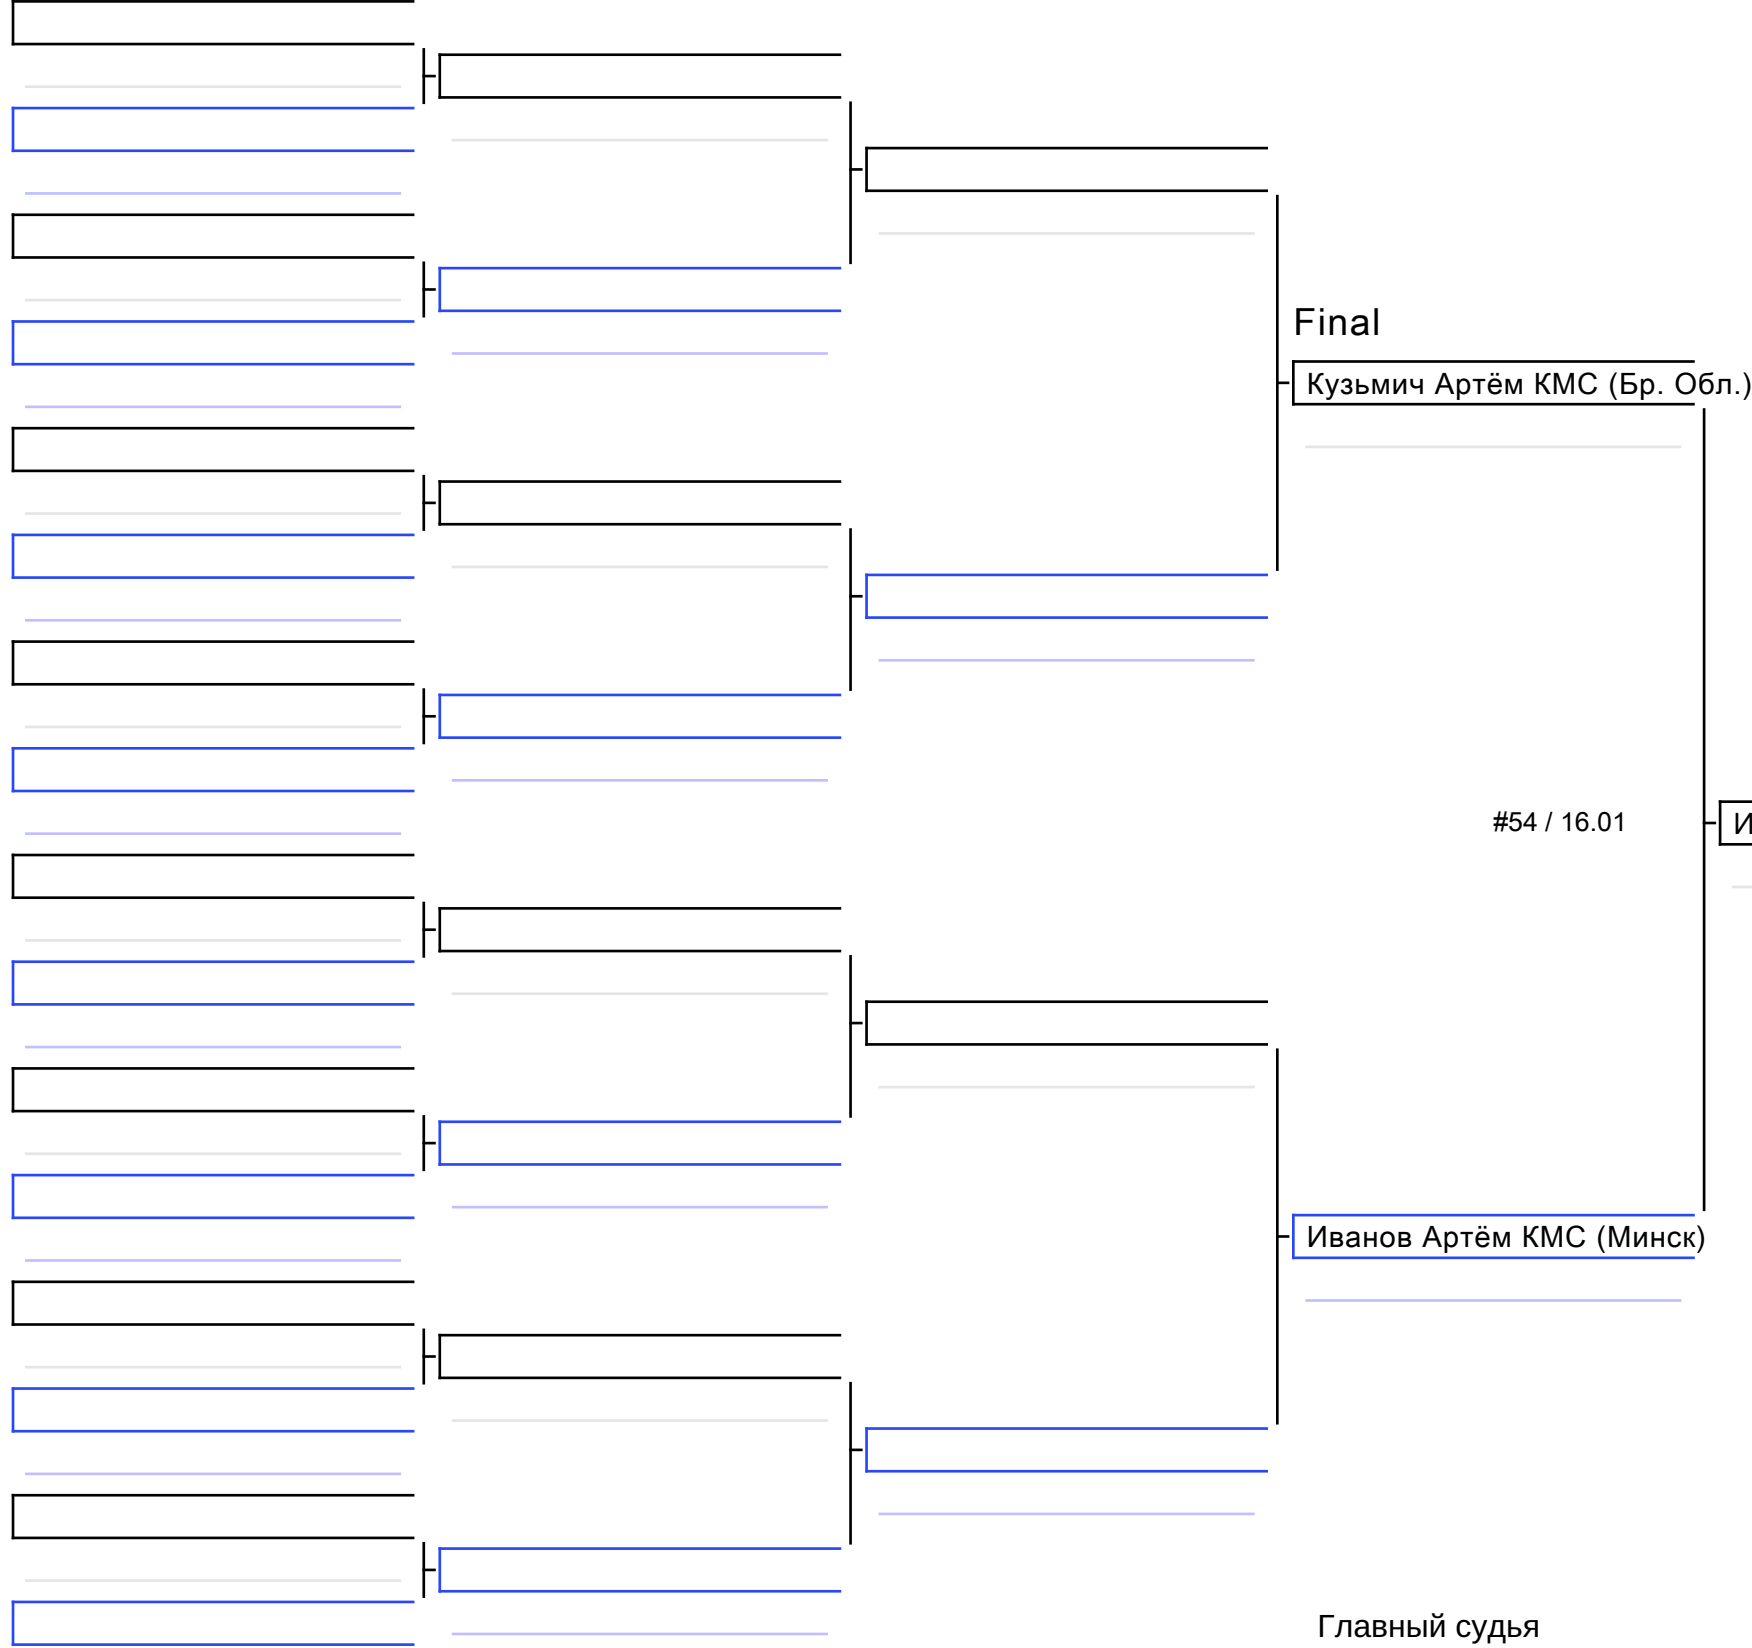 Final
Кузьмич Артём КМС (Бр. Обл.)
#54 / 16.01
Иванов Артём КМС (Минск)
Главный судья